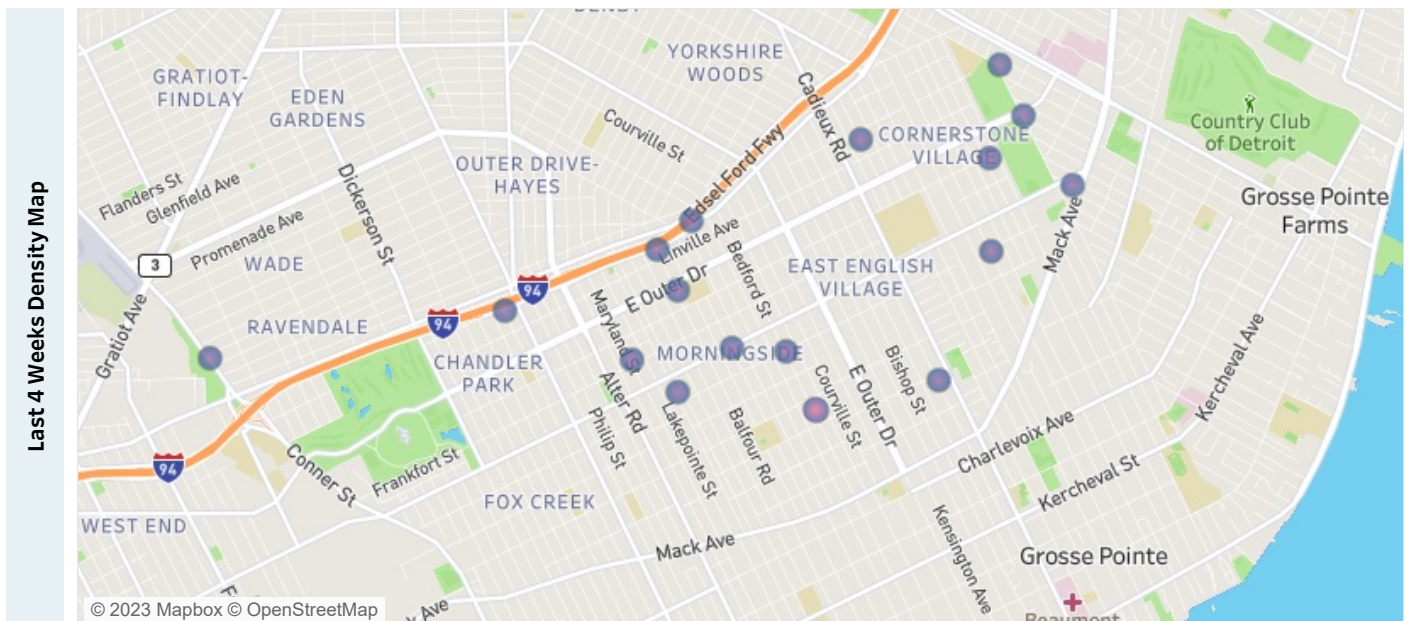 Last 4 Weeks Density Map
YORKSHIRE
WOODS
GRATIOT-
FINDLAY
EDEN
GARDENS
Cadieux Rd
Courville St
CORNERSTONE
VILLAGE
Country Club
of Detroit
OUTER DRIVE-
HAYES
Edsel Ford Fwy
Flanders St
Glenfield Ave
Dickerson St
Grosse Pointe
Farms
Promenade Ave
Linville Ave
Mack Ave
3
WADE
Bedford St
E Outer Dr
EAST ENGLISH
VILLAGE
94
94
Gratiot Ave
RAVENDALE
Maryland St
MORNINGSIDE
CHANDLER
PARK
Bishop St
Kercheval Ave
Alter Rd
Courville St
E Outer Dr
Philip St
Lakepointe St
Balfour Rd
Charlevoix Ave
94
Conner St
Frankfort St
Kercheval St
FOX CREEK
WEST END
Mack Ave
Kensington Ave
Grosse Pointe
Beaumont
© 2023 Mapbox © OpenStreetMap